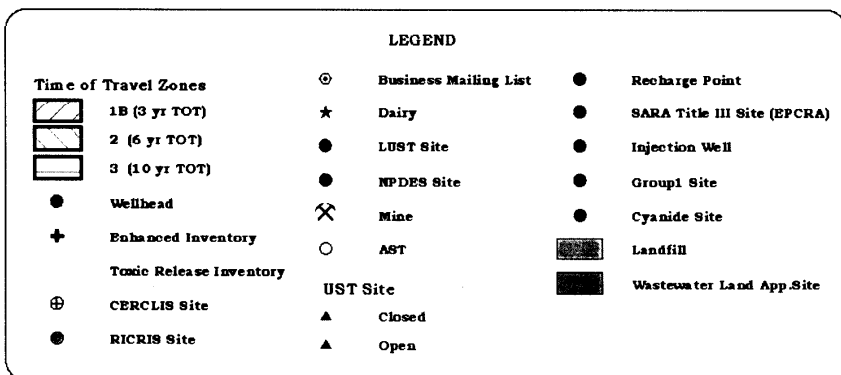 LEGEND
Time of Travel Zones
1B (3 yr TOT)
2 (6 yr TOT)
3 (10 yr TOT)
Wellhead
Enhanced Inventory
Toxic Release Inventory
CERCLIS Site
RICRIS Site
Business Mailing List
Dairy
LUST Site
NPDES Site
Mine
AST
UST Site
Closed
Open
Recharge Point
SARA Title III Site (EPCRA)
Injection Well
Group1 Site
Cyanide Site
Landfill
Wastewater Land App.Site